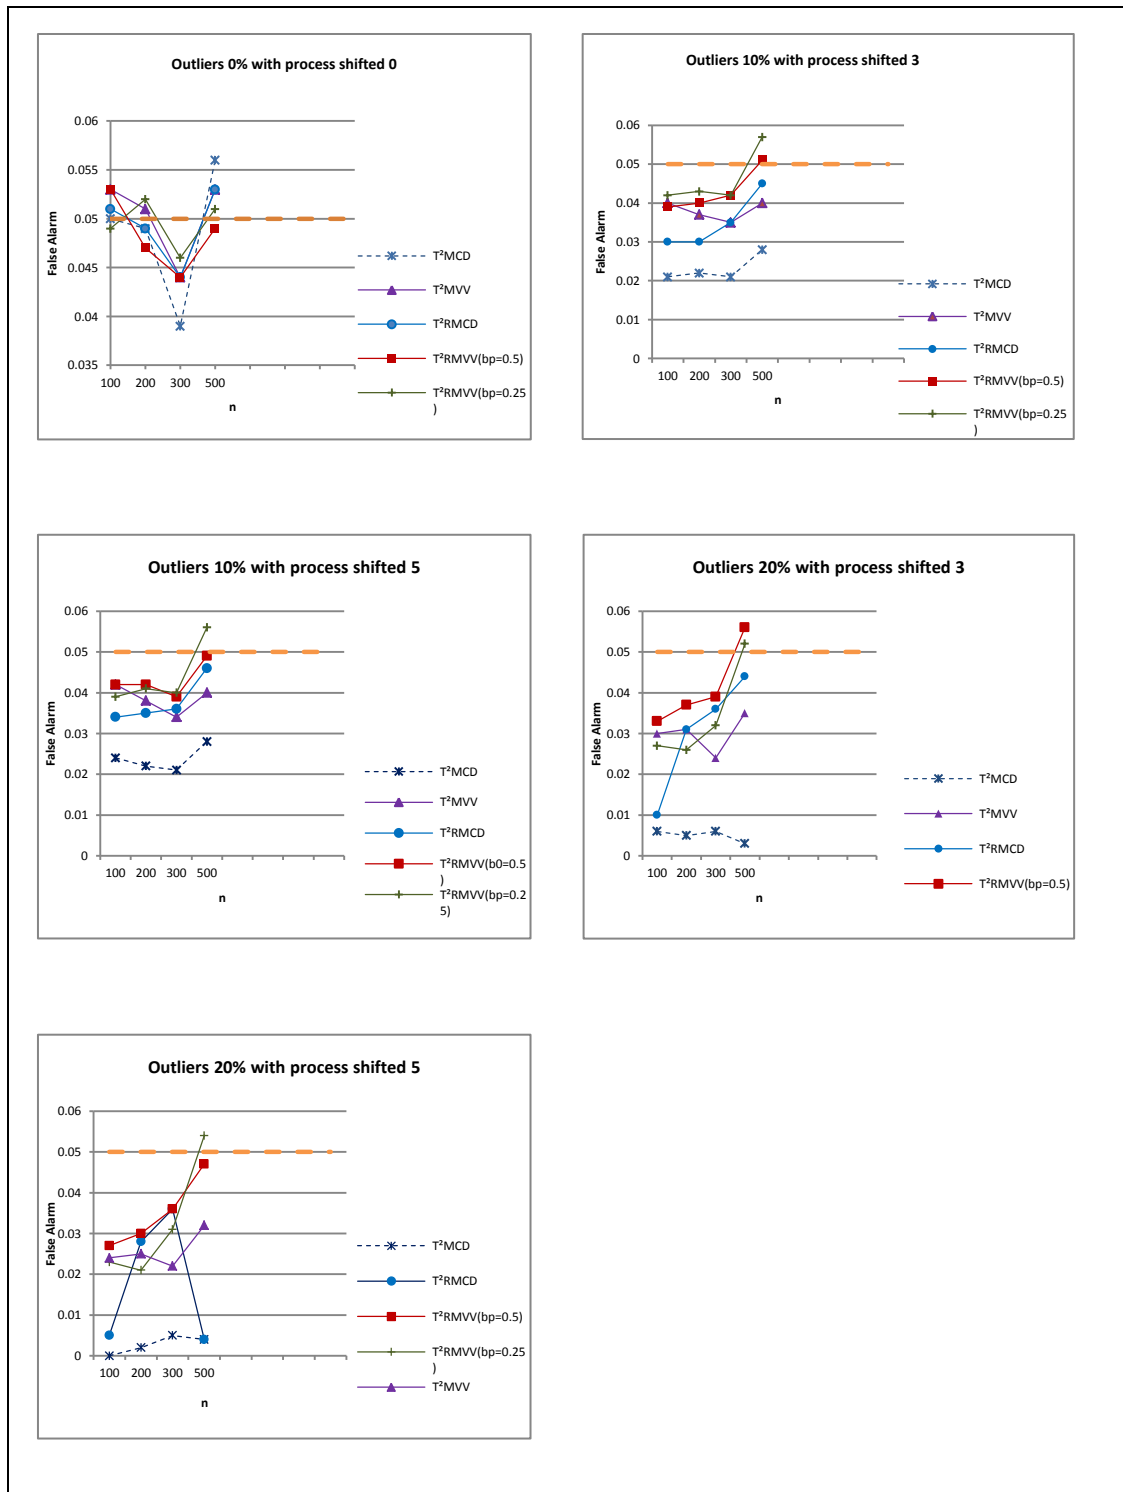 Outliers 0% with process shifted 0
0.06
0.055
0.05
0.045
0.04
0.035
False Alarm
100 200 300 500
n
T²MCD
T²MVV
T²RMCD
T²RMVV(bp=0.5)
T²RMVV(bp=0.25
)
Outliers 10% with process shifted 3
0.06
0.05
0.04
0.03
0.02
0.01
0
False Alarm
100 200 300 500
n
T²MCD
T²MVV
T²RMCD
T²RMVV(bp=0.5)
T²RMVV(bp=0.25
)
Outliers 10% with process shifted 5
0.06
0.05
0.04
0.03
0.02
0.01
0
False Alarm
100 200 300 500
n
T²MCD
T²MVV
T²RMCD
T²RMVV(b0=0.5
)
T²RMVV(bp=0.2
5)
Outliers 20% with process shifted 3
0.06
0.05
0.04
0.03
0.02
0.01
0
False Alarm
100 200 300 500
n
T²MCD
T²MVV
T²RMCD
T²RMVV(bp=0.5)
Outliers 20% with process shifted 5
0.06
0.05
0.04
0.03
0.02
0.01
0
False Alarm
100 200 300 500
n
T²MCD
T²RMCD
T²RMVV(bp=0.5)
T²RMVV(bp=0.25
)
T²MVV